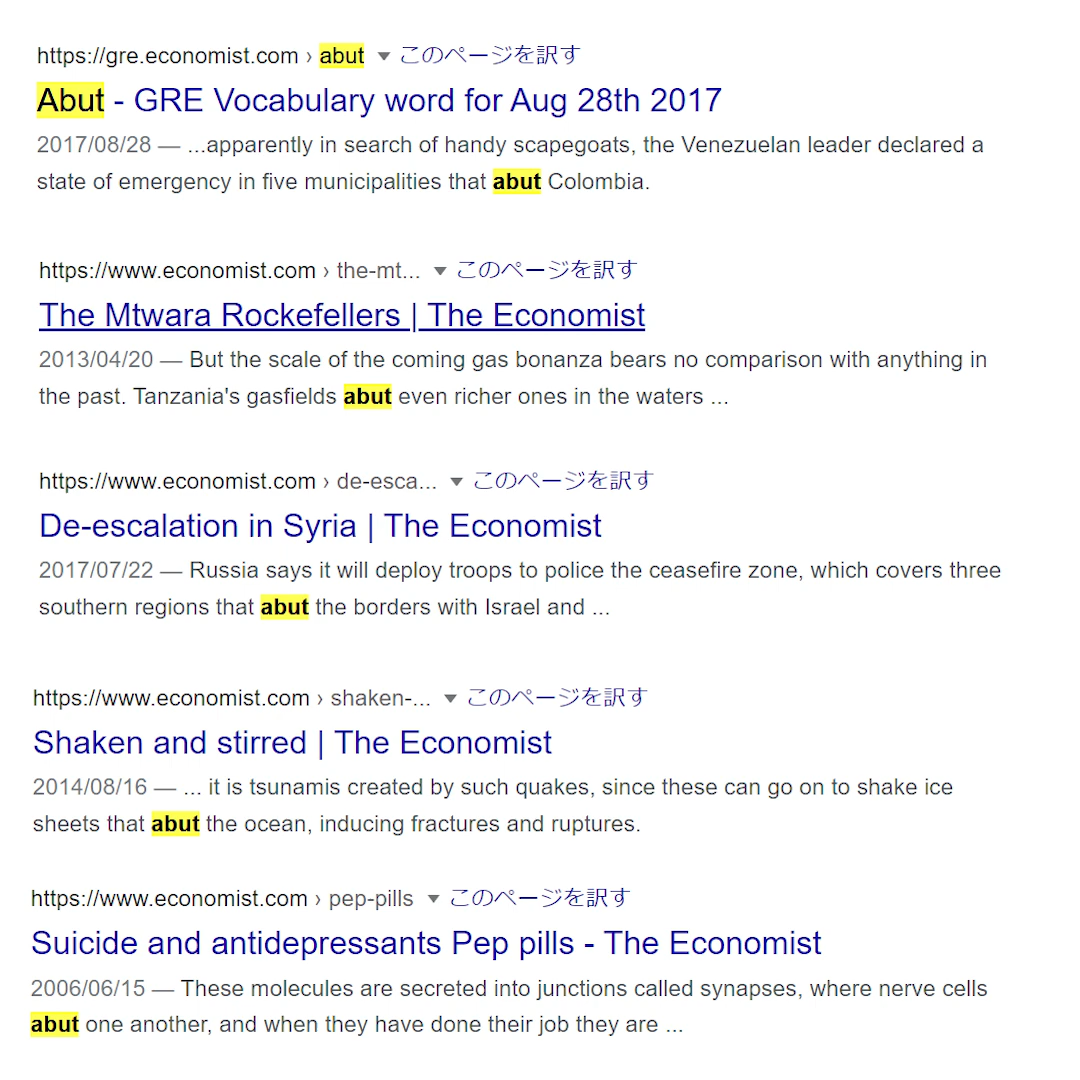 https://gre.economist.com › abut ▼ このページを訳す
Abut - GRE Vocabulary word for Aug 28th 2017
2017/08/28 — ...apparently in search of handy scapegoats, the Venezuelan leader declared a
state of emergency in five municipalities that abut Colombia.
https://www.economist.com › the-mt... ▼ このページを訳す
The Mtwara Rockefellers | The Economist
2013/04/20 — But the scale of the coming gas bonanza bears no comparison with anything in
the past. Tanzania's gasfields abut even richer ones in the waters ...
https://www.economist.com › de-esca... ▼ このページを訳す
De-escalation in Syria | The Economist
2017/07/22 — Russia says it will deploy troops to police the ceasefire zone, which covers three
southern regions that abut the borders with Israel and ...
https://www.economist.com › shaken-... ▼ このページを訳す
Shaken and stirred | The Economist
2014/08/16 — ... it is tsunamis created by such quakes, since these can go on to shake ice
sheets that abut the ocean, inducing fractures and ruptures.
https://www.economist.com › pep-pills ▼ このページを訳す
Suicide and antidepressants Pep pills - The Economist
2006/06/15 — These molecules are secreted into junctions called synapses, where nerve cells
abut one another, and when they have done their job they are ...